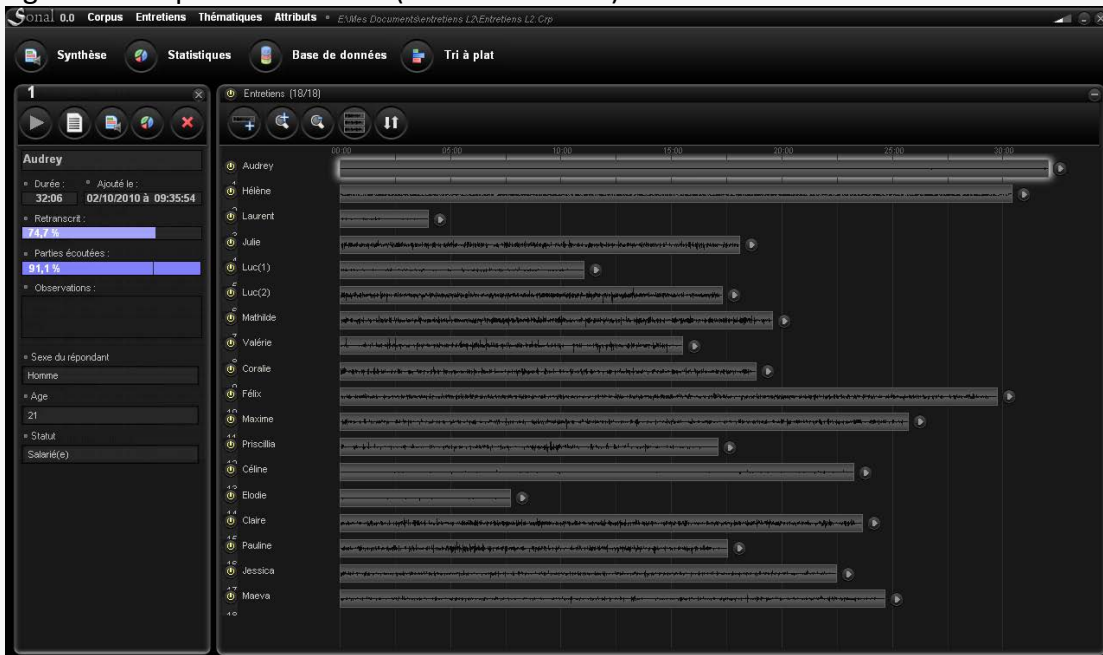 Sonal 0.0 Corpus Entretiens Thématiques Attributs E:\Mes Documents\entretiens L2\Entretiens L2.Crp
Synthèse Statistiques Base de données Tri à plat
1
Audrey
Durée : Ajouté le :
32:06 02/10/2010 à 09:35:54
Retranscrit :
74,7 %
Parties écoutées :
91,1 %
Observations :
Sexe du répondant
Homme
Age
21
Statut
Salarié(e)
Entretiens (18/18)
00:00 05:00 10:00 15:00 20:00 25:00 30:00
Audrey
Hélène
Laurent
Julie
Luc(1)
Luc(2)
Mathilde
Valérie
Coralie
Félix
Maxime
Priscillia
Céline
Elodie
Claire
Pauline
Jessica
Maeva